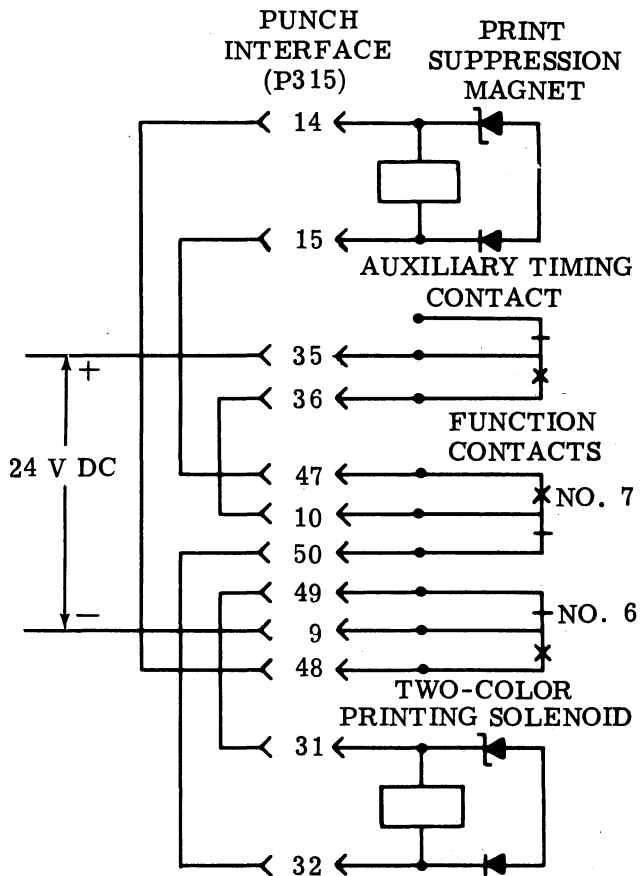 PUNCH
INTERFACE
(P315)
PRINT
SUPPRESSION
MAGNET
14
15
AUXILIARY TIMING
CONTACT
35
+
36
FUNCTION
CONTACTS
24 V DC
47
NO. 7
10
50
49
NO. 6
−
9
48
TWO-COLOR
PRINTING SOLENOID
31
32